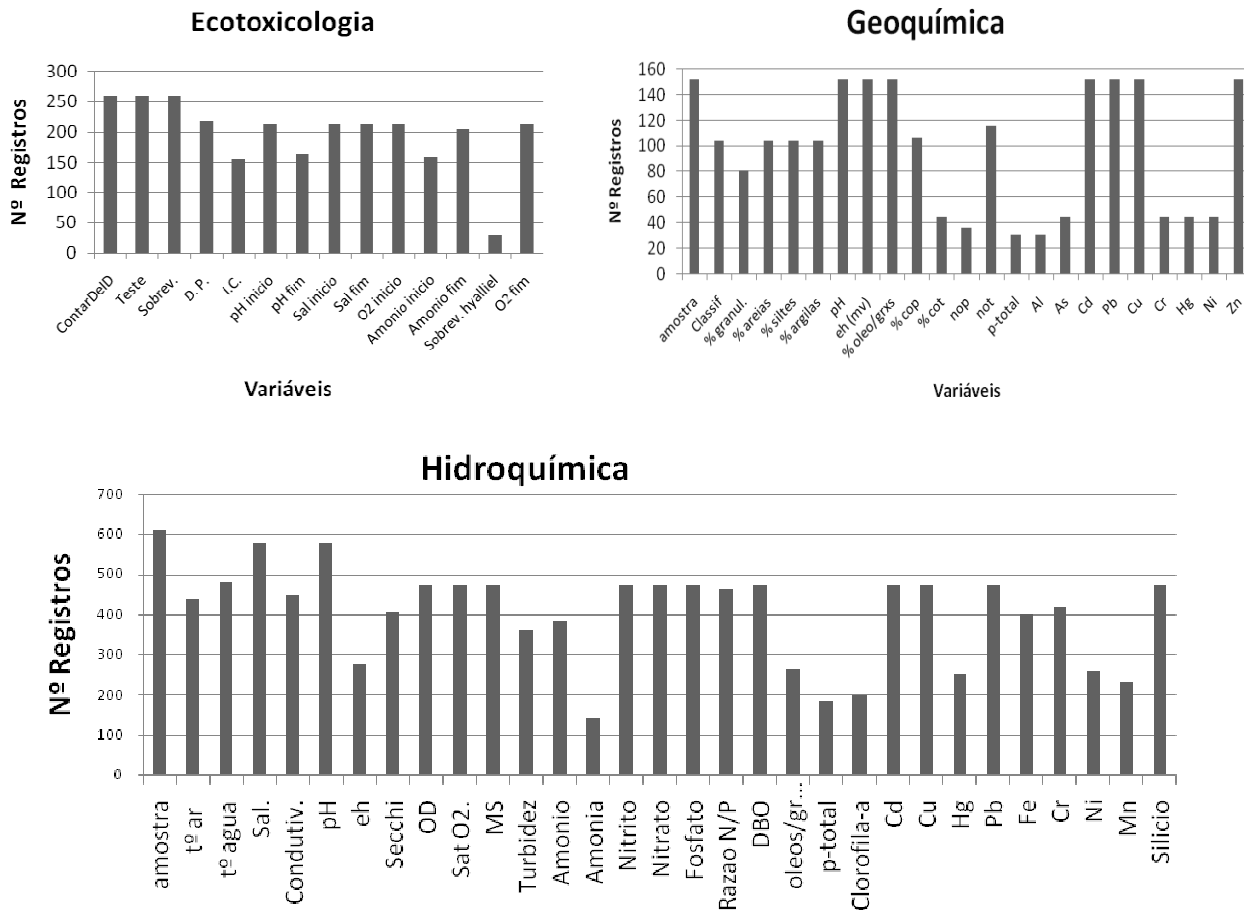 Ecotoxicologia
Nº Registros
300
250
200
150
100
50
0
ContarDeID
Teste
Sobrev.
D.P.
I.C.
pH inicio
pH fim
Sal inicio
Sal fim
O2 inicio
Amonio inicio
Amonio fim
Sobrev. hyalliel
O2 fim
Variáveis
Geoquímica
Nº Registros
160
140
120
100
80
60
40
20
0
amostra
Classif
% granul.
% areias
% siltes
% argilas
pH
eh (mv)
% oleo/grxs
% cop
% cot
nop
not
p-total
Al
As
Cd
Pb
Cu
Cr
Hg
Ni
Zn
Variáveis
Hidroquímica
Nº Registros
700
600
500
400
300
200
100
0
amostra
tº ar
tº agua
Sal.
Condutiv.
pH
eh
Secchi
OD
Sat O2.
MS
Turbidez
Amonio
Amonia
Nitrito
Nitrato
Fosfato
Razao N/P
DBO
oleos/gr...
p-total
Clorofila-a
Cd
Cu
Hg
Pb
Fe
Cr
Ni
Mn
Silicio